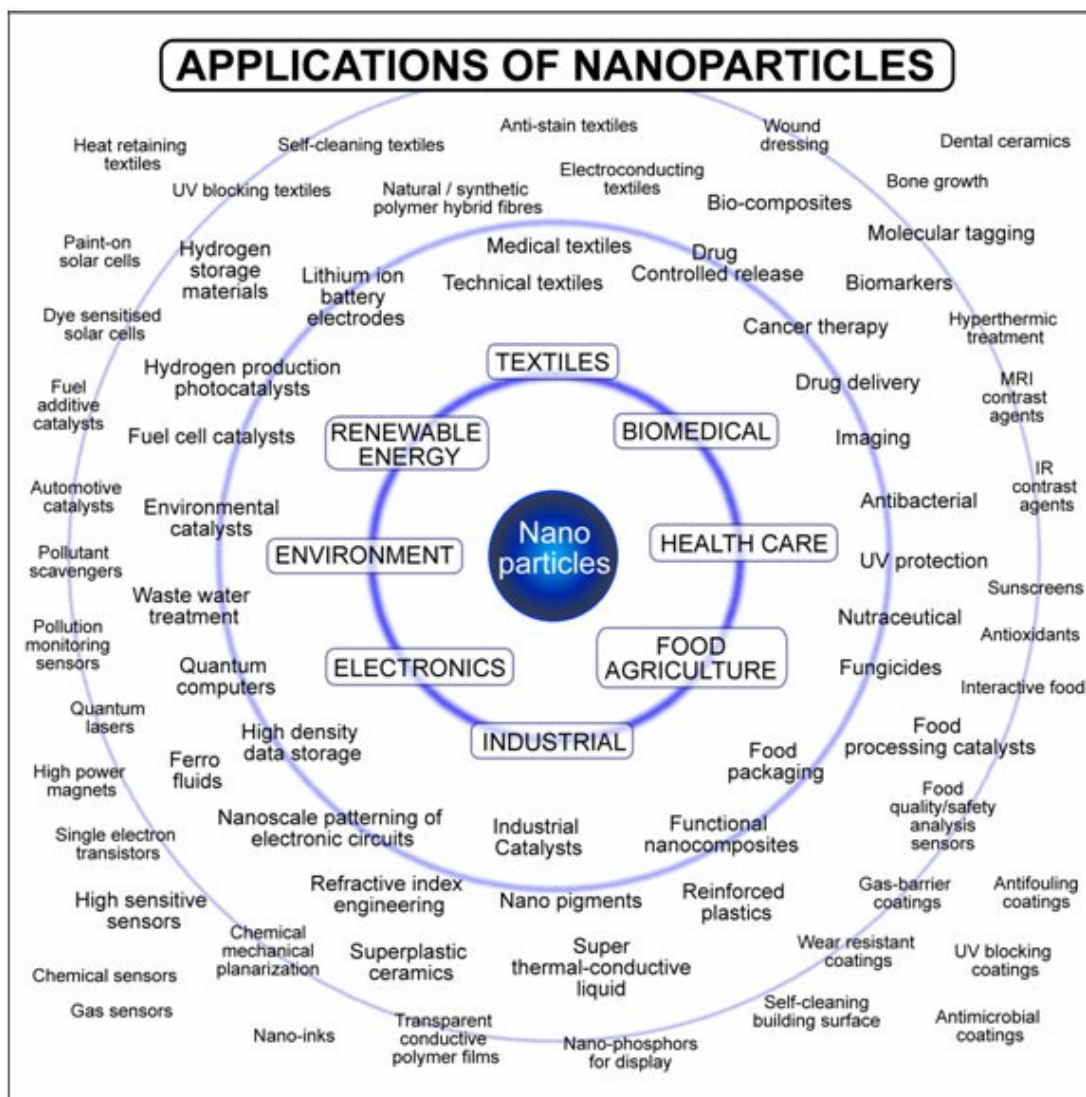 APPLICATIONS OF NANOPARTICLES
Anti-stain textiles
Wound
dressing
Heat retaining
textiles
Self-cleaning textiles
Dental ceramics
UV blocking textiles
Natural / synthetic
polymer hybrid fibres
Electroconducting
textiles
Bio-composites
Bone growth
Paint-on
solar cells
Hydrogen
storage
materials
Lithium ion
battery
electrodes
Medical textiles
Technical textiles
Drug
Controlled release
Molecular tagging
Biomarkers
Dye sensitised
solar cells
Cancer therapy
Hyperthermic
treatment
Hydrogen production
photocatalysts
TEXTILES
Drug delivery
Fuel
additive
catalysts
MRI
contrast
agents
Fuel cell catalysts
RENEWABLE
ENERGY
BIOMEDICAL
Imaging
Automotive
catalysts
Environmental
catalysts
Antibacterial
IR
contrast
agents
Pollutant
scavengers
ENVIRONMENT
Nano
particles
HEALTH CARE
UV protection
Sunscreens
Waste water
treatment
Nutraceutical
Pollution
monitoring
sensors
Antioxidants
Quantum
computers
ELECTRONICS
FOOD
AGRICULTURE
Fungicides
Interactive food
Quantum
lasers
High density
data storage
INDUSTRIAL
Food
packaging
Food
processing catalysts
High power
magnets
Ferro
fluids
Single electron
transistors
Nanoscale patterning of
electronic circuits
Industrial
Catalysts
Functional
nanocomposites
Food
quality/safety
analysis
sensors
High sensitive
sensors
Refractive index
engineering
Nano pigments
Reinforced
plastics
Gas-barrier
coatings
Antifouling
coatings
Chemical
mechanical
planarization
Superplastic
ceramics
Super
thermal-conductive
liquid
Wear resistant
coatings
UV blocking
coatings
Chemical sensors
Gas sensors
Nano-inks
Transparent
conductive
polymer films
Nano-phosphors
for display
Self-cleaning
building surface
Antimicrobial
coatings